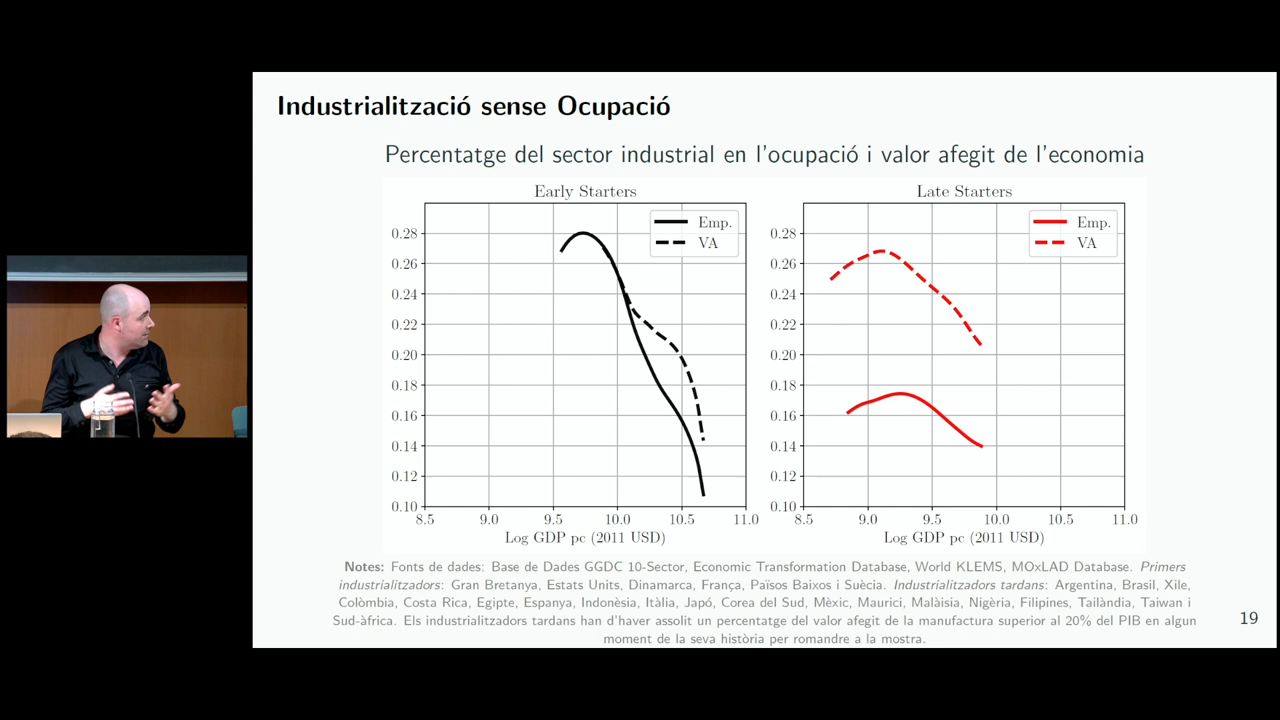 Industrialització sense Ocupació
Percentatge del sector industrial en l'ocupació i valor afegit de l'economia
Early Starters
Emp.
VA
0.28
0.26
0.24
0.22
0.20
0.18
0.16
0.14
0.12
0.10
8.5 9.0 9.5 10.0 10.5 11.0
Log GDP pc (2011 USD)
Late Starters
Emp.
VA
0.28
0.26
0.24
0.22
0.20
0.18
0.16
0.14
0.12
0.10
8.5 9.0 9.5 10.0 10.5 11.0
Log GDP pc (2011 USD)
Notes: Fonts de dades: Base de Dades GGDC 10-Sector, Economic Transformation Database, World KLEMS, MOxLAD Database. Primers
industrialitzadors: Gran Bretanya, Estats Units, Dinamarca, França, Països Baixos i Suècia. Industrialitzadors tardans: Argentina, Brasil, Xile,
Colòmbia, Costa Rica, Egipte, Espanya, Indonèsia, Itàlia, Japó, Corea del Sud, Mèxic, Maurici, Malàisia, Nigèria, Filipines, Tailàndia, Taiwan i
Sud-àfrica. Els industrialitzadors tardans han d'haver assolit un percentatge del valor afegit de la manufactura superior al 20% del PIB en algun
moment de la seva història per romandre a la mostra.
19